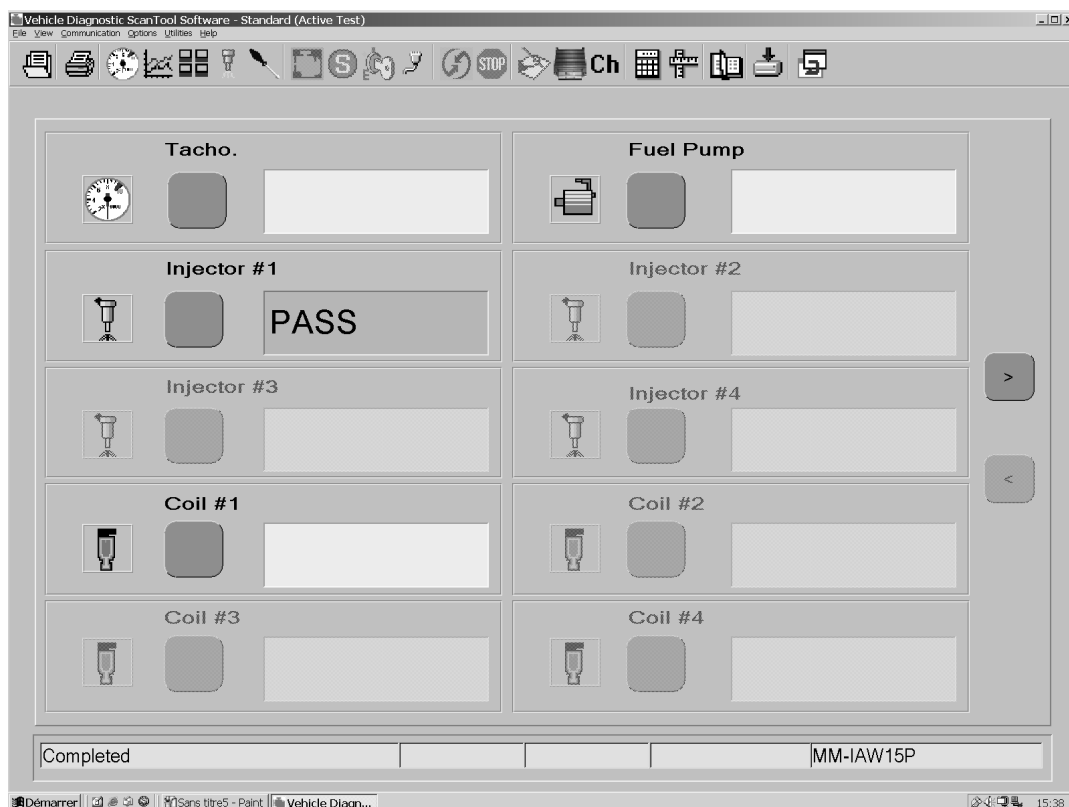 Vehicle Diagnostic ScanTool Software - Standard (Active Test)
File View Communication Options Utilities Help
S STOP Ch
Tacho. Fuel Pump
Injector #1 Injector #2
PASS
>
Injector #3 Injector #4
<
Coil #1 Coil #2
Coil #3 Coil #4
Completed MM-IAW15P
Démarrer Sans titre5 - Paint Vehicle Diagn... 15:38